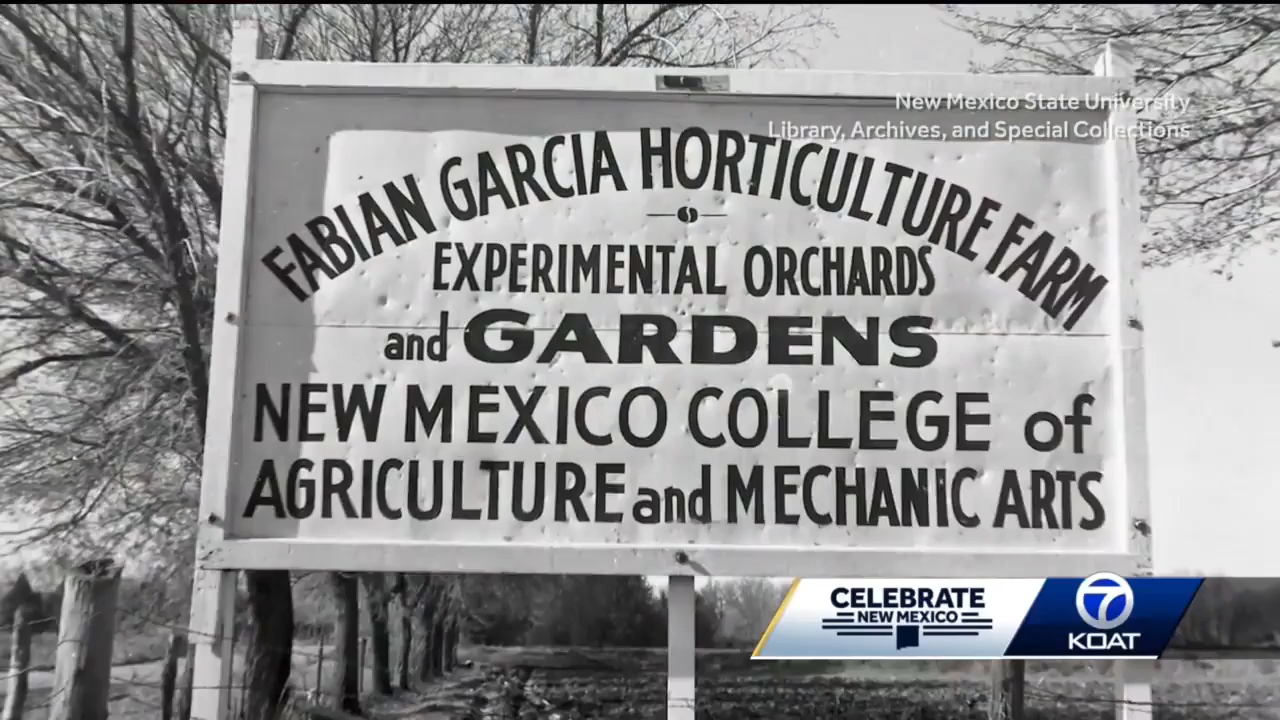 New Mexico State University
Library, Archives, and Special Collections
FABIAN GARCIA HORTICULTURE FARM
EXPERIMENTAL ORCHARDS
and GARDENS
NEW MEXICO COLLEGE of
AGRICULTURE and MECHANIC ARTS
CELEBRATE
NEW MEXICO
7
KOAT